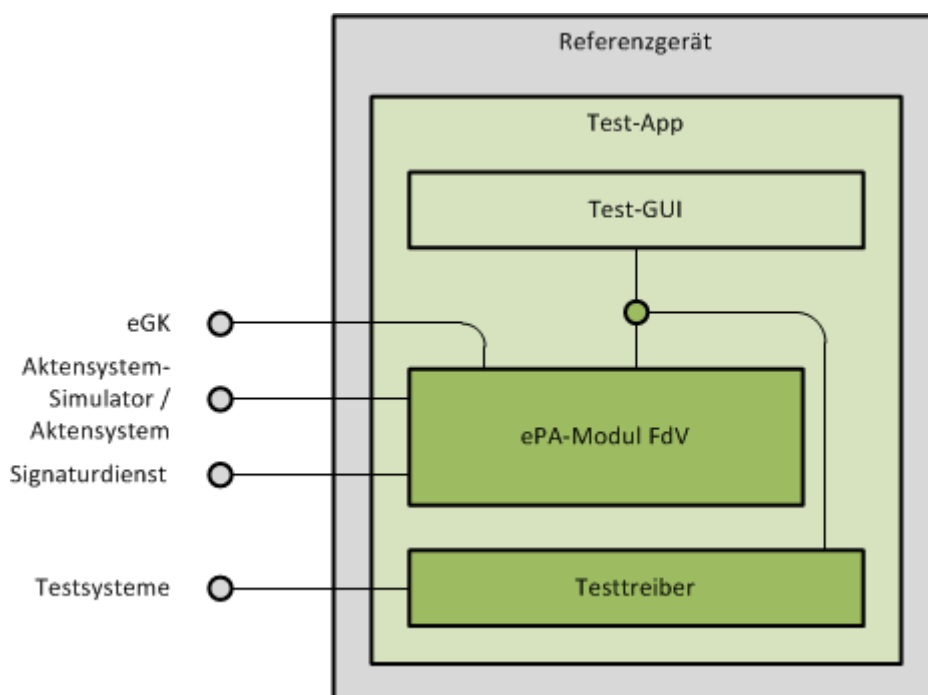 Referenzgerät
Test-App
Test-GUI
eGK
Aktensystem-
Simulator /
Aktensystem
ePA-Modul FdV
Signaturdienst
Testsysteme
Testtreiber